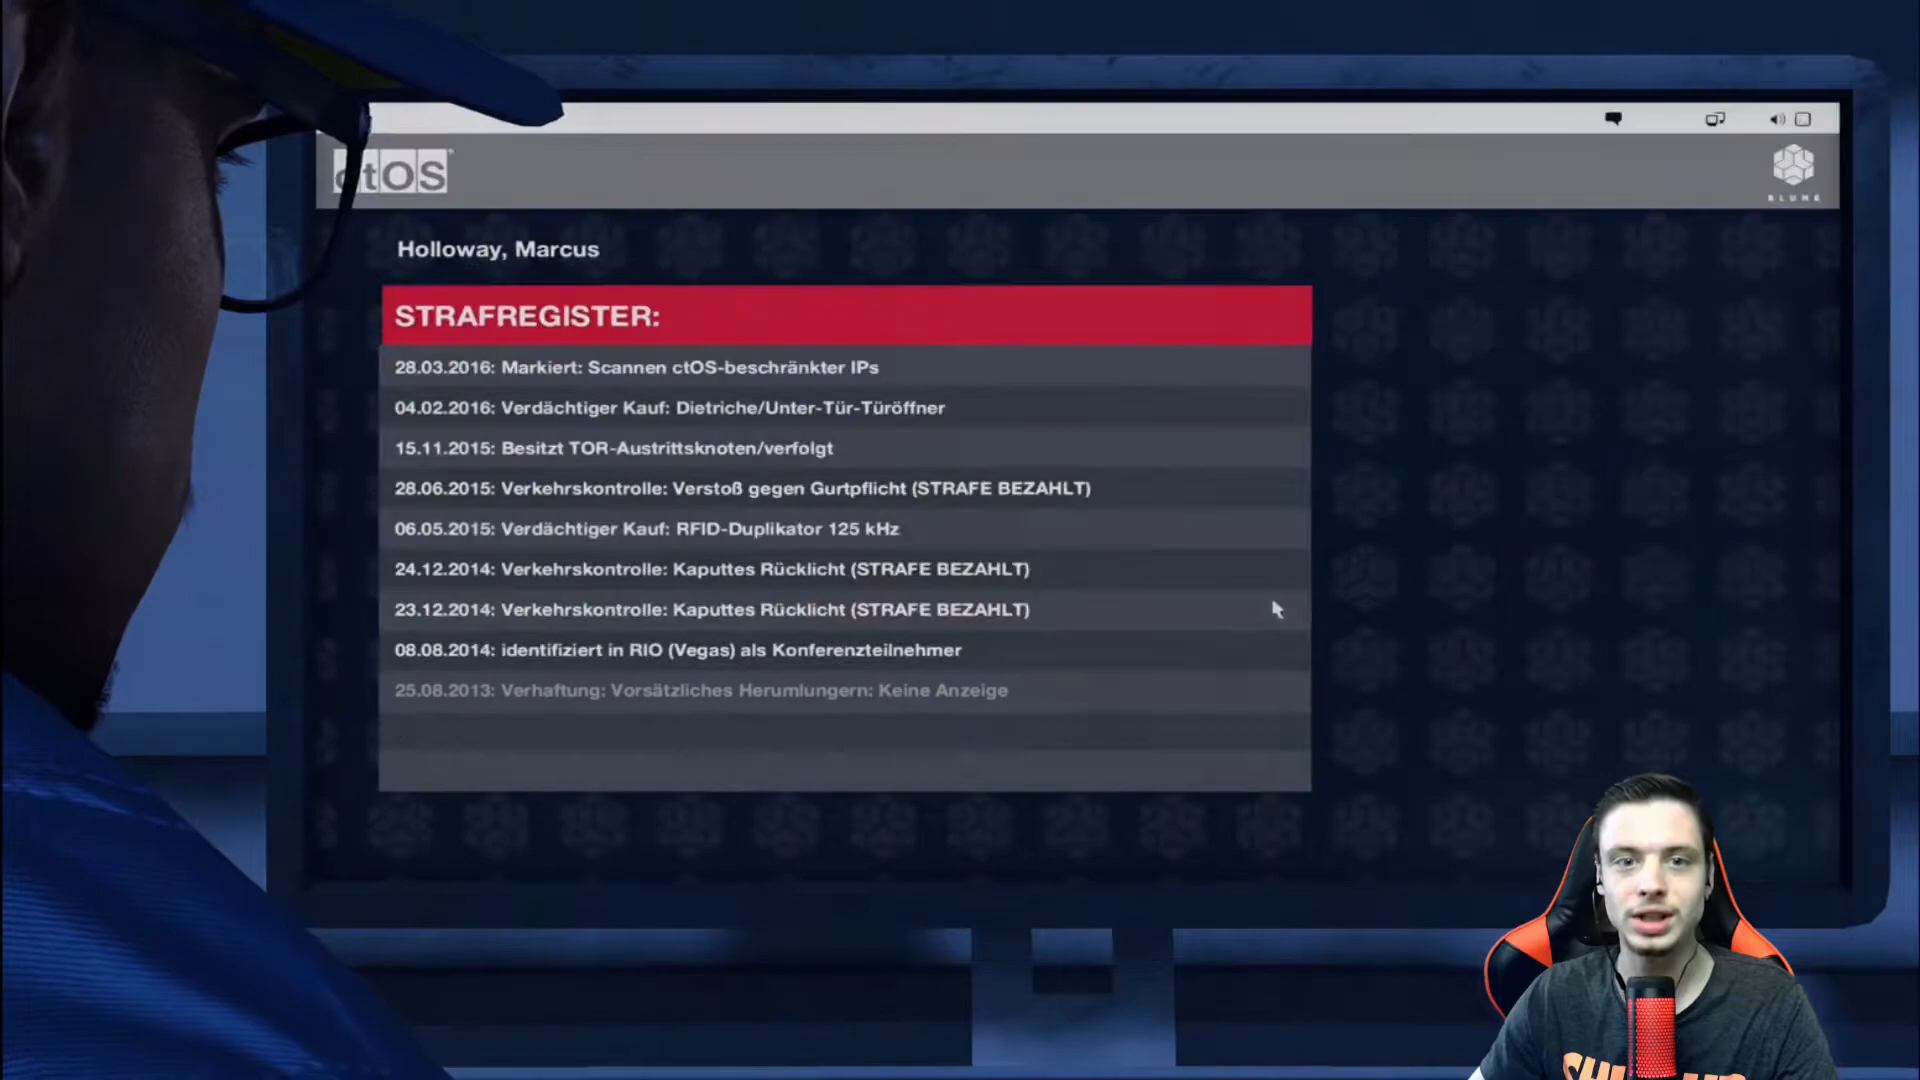 ctOS
BLUME
Holloway, Marcus
STRAFREGISTER:
28.03.2016: Markiert: Scannen ctOS-beschränkter IPs
04.02.2016: Verdächtiger Kauf: Dietriche/Unter-Tür-Türöffner
15.11.2015: Besitzt TOR-Austrittsknoten/verfolgt
28.06.2015: Verkehrskontrolle: Verstoß gegen Gurtpflicht (STRAFE BEZAHLT)
06.05.2015: Verdächtiger Kauf: RFID-Duplikator 125 kHz
24.12.2014: Verkehrskontrolle: Kaputtes Rücklicht (STRAFE BEZAHLT)
23.12.2014: Verkehrskontrolle: Kaputtes Rücklicht (STRAFE BEZAHLT)
08.08.2014: identifiziert in RIO (Vegas) als Konferenzteilnehmer
25.08.2013: Verhaftung: Vorsätzliches Herumlungern: Keine Anzeige